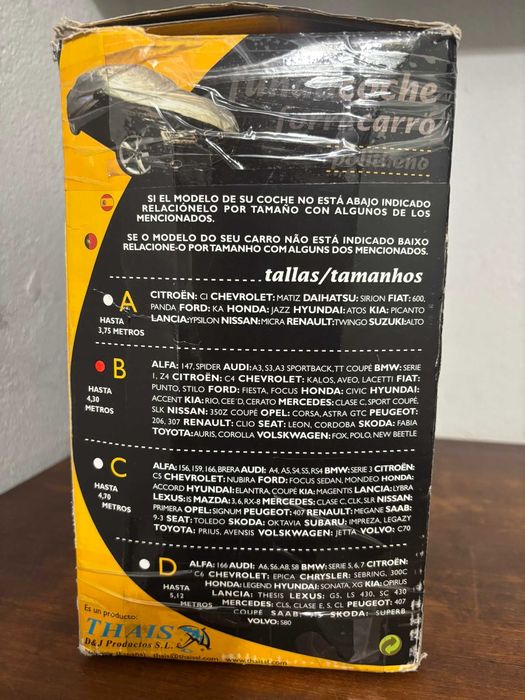 coche
forro carro
polietileno
SI EL MODELO DE SU COCHE NO ESTÁ ABAJO INDICADO
RELACIÓNELO POR TAMAÑO CON ALGUÑOS DE LOS
MENCIONADOS.
SE O MODELO DO SEU CARRO NÃO ESTÁ INDICADO BAIXO
RELACIONE-O PORTAMANHO COM ALGUNS DOS MENCIONADOS.
tallas/tamanhos
A
HASTA
3,75 METROS
CITROËN: C1 CHEVROLET: MATIZ DAIHATSU: SIRION FIAT: 600,
PANDA FORD: KA HONDA: JAZZ HYUNDAI: ATOS KIA: PICANTO
LANCIA: YPSILON NISSAN: MICRA RENAULT: TWINGO SUZUKI: ALTO
B
HASTA
4,30
METROS
ALFA: 147, SPIDER AUDI: A3, S3, A3 SPORTBACK, TT COUPÉ BMW: SERIE
1, Z4 CITROËN: C4 CHEVROLET: KALOS, AVEO, LACETTI FIAT:
PUNTO, STILO FORD: FIESTA, FOCUS HONDA: CIVIC HYUNDAI:
ACCENT KIA: RIO, CEE'D, CERATO MERCEDES: CLASE C, SPORT COUPÉ,
SLK NISSAN: 350Z COUPÉ OPEL: CORSA, ASTRA GTC PEUGEOT:
206, 307 RENAULT: CLIO SEAT: LEON, CORDOBA SKODA: FABIA
TOYOTA: AURIS, COROLLA VOLKSWAGEN: FOX, POLO, NEW BEETLE
C
HASTA
4,70
METROS
ALFA: 156, 159, 166, BRERA AUDI: A4, A5, S4, S5, RS4 BMW: SERIE 3 CITROËN:
C5 CHEVROLET: NUBIRA FORD: FOCUS SEDAN, MONDEO HONDA:
ACCORD HYUNDAI: ELANTRA, COUPÉ KIA: MAGENTIS LANCIA: LYBRA
LEXUS: IS MAZDA: 3, 6, RX-8 MERCEDES: CLASE C, CLK, SLR NISSAN:
PRIMERA OPEL: SIGNUM PEUGEOT: 407 RENAULT: MEGANE SAAB:
9-3 SEAT: TOLEDO SKODA: OKTAVIA SUBARU: IMPREZA, LEGAZY
TOYOTA: PRIUS, AVENSIS VOLKSWAGEN: JETTA VOLVO: C70
D
HASTA
5,12
METROS
ALFA: 166 AUDI: A6, S6, A8, S8 BMW: SERIE 5, 6, 7 CITROËN:
C6 CHEVROLET: EPICA CHRYSLER: SEBRING, 300C
HONDA: LEGEND HYUNDAI: SONATA, XG KIA: OPIRUS
LANCIA: THESIS LEXUS: GS, LS 430, SC 430
MERCEDES: CLS, CLASE E, S, CL PEUGEOT: 407
COUPÉ SAAB: 9-5 SKODA: SUPERB
VOLVO: S80
Es un producto:
THAIS
D&J Productos S.L.
thais@thaissl.com www.thaissl.com